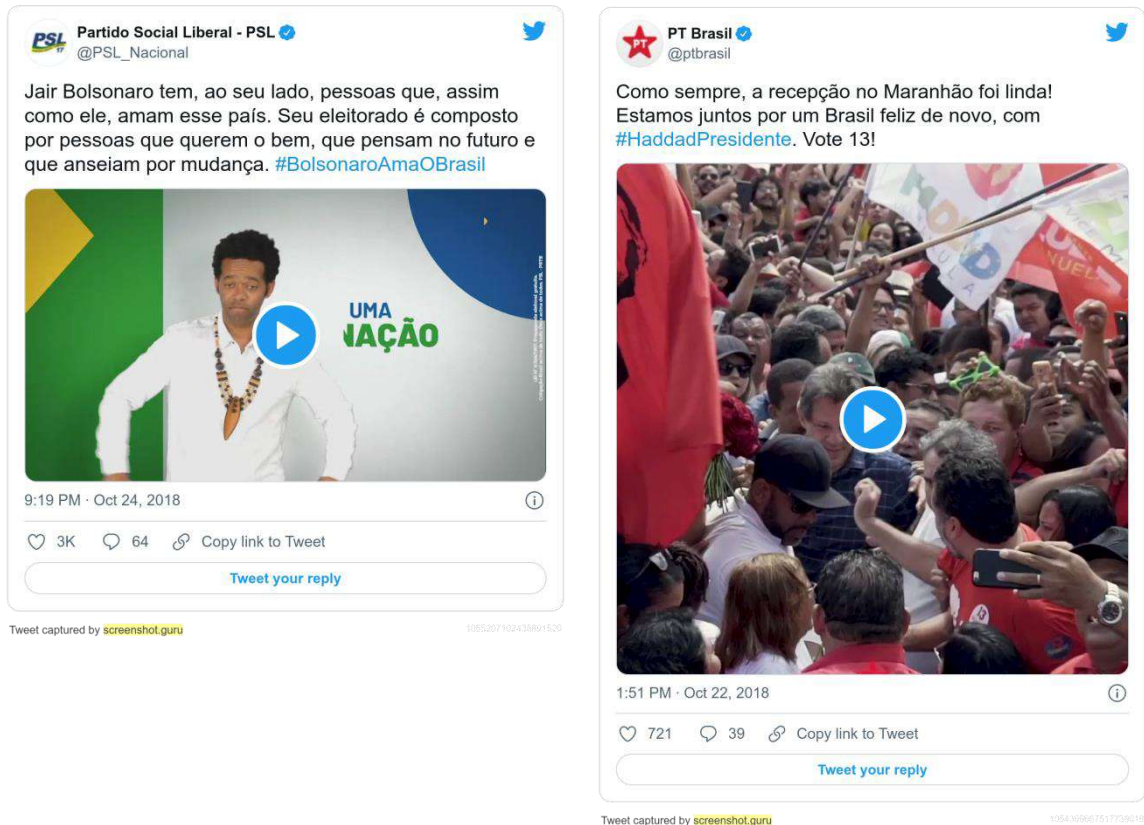 Partido Social Liberal - PSL
@PSL_Nacional
Jair Bolsonaro tem, ao seu lado, pessoas que, assim
como ele, amam esse país. Seu eleitorado é composto
por pessoas que querem o bem, que pensam no futuro e
que anseiam por mudança. #BolsonaroAmaOBrasil
UMA
NAÇÃO
9:19 PM · Oct 24, 2018
3K 64 Copy link to Tweet
Tweet your reply
Tweet captured by screenshot.guru
PT Brasil
@ptbrasil
Como sempre, a recepção no Maranhão foi linda!
Estamos juntos por um Brasil feliz de novo, com
#HaddadPresidente. Vote 13!
1:51 PM · Oct 22, 2018
721 39 Copy link to Tweet
Tweet your reply
Tweet captured by screenshot.guru
PSL
17
PT
13